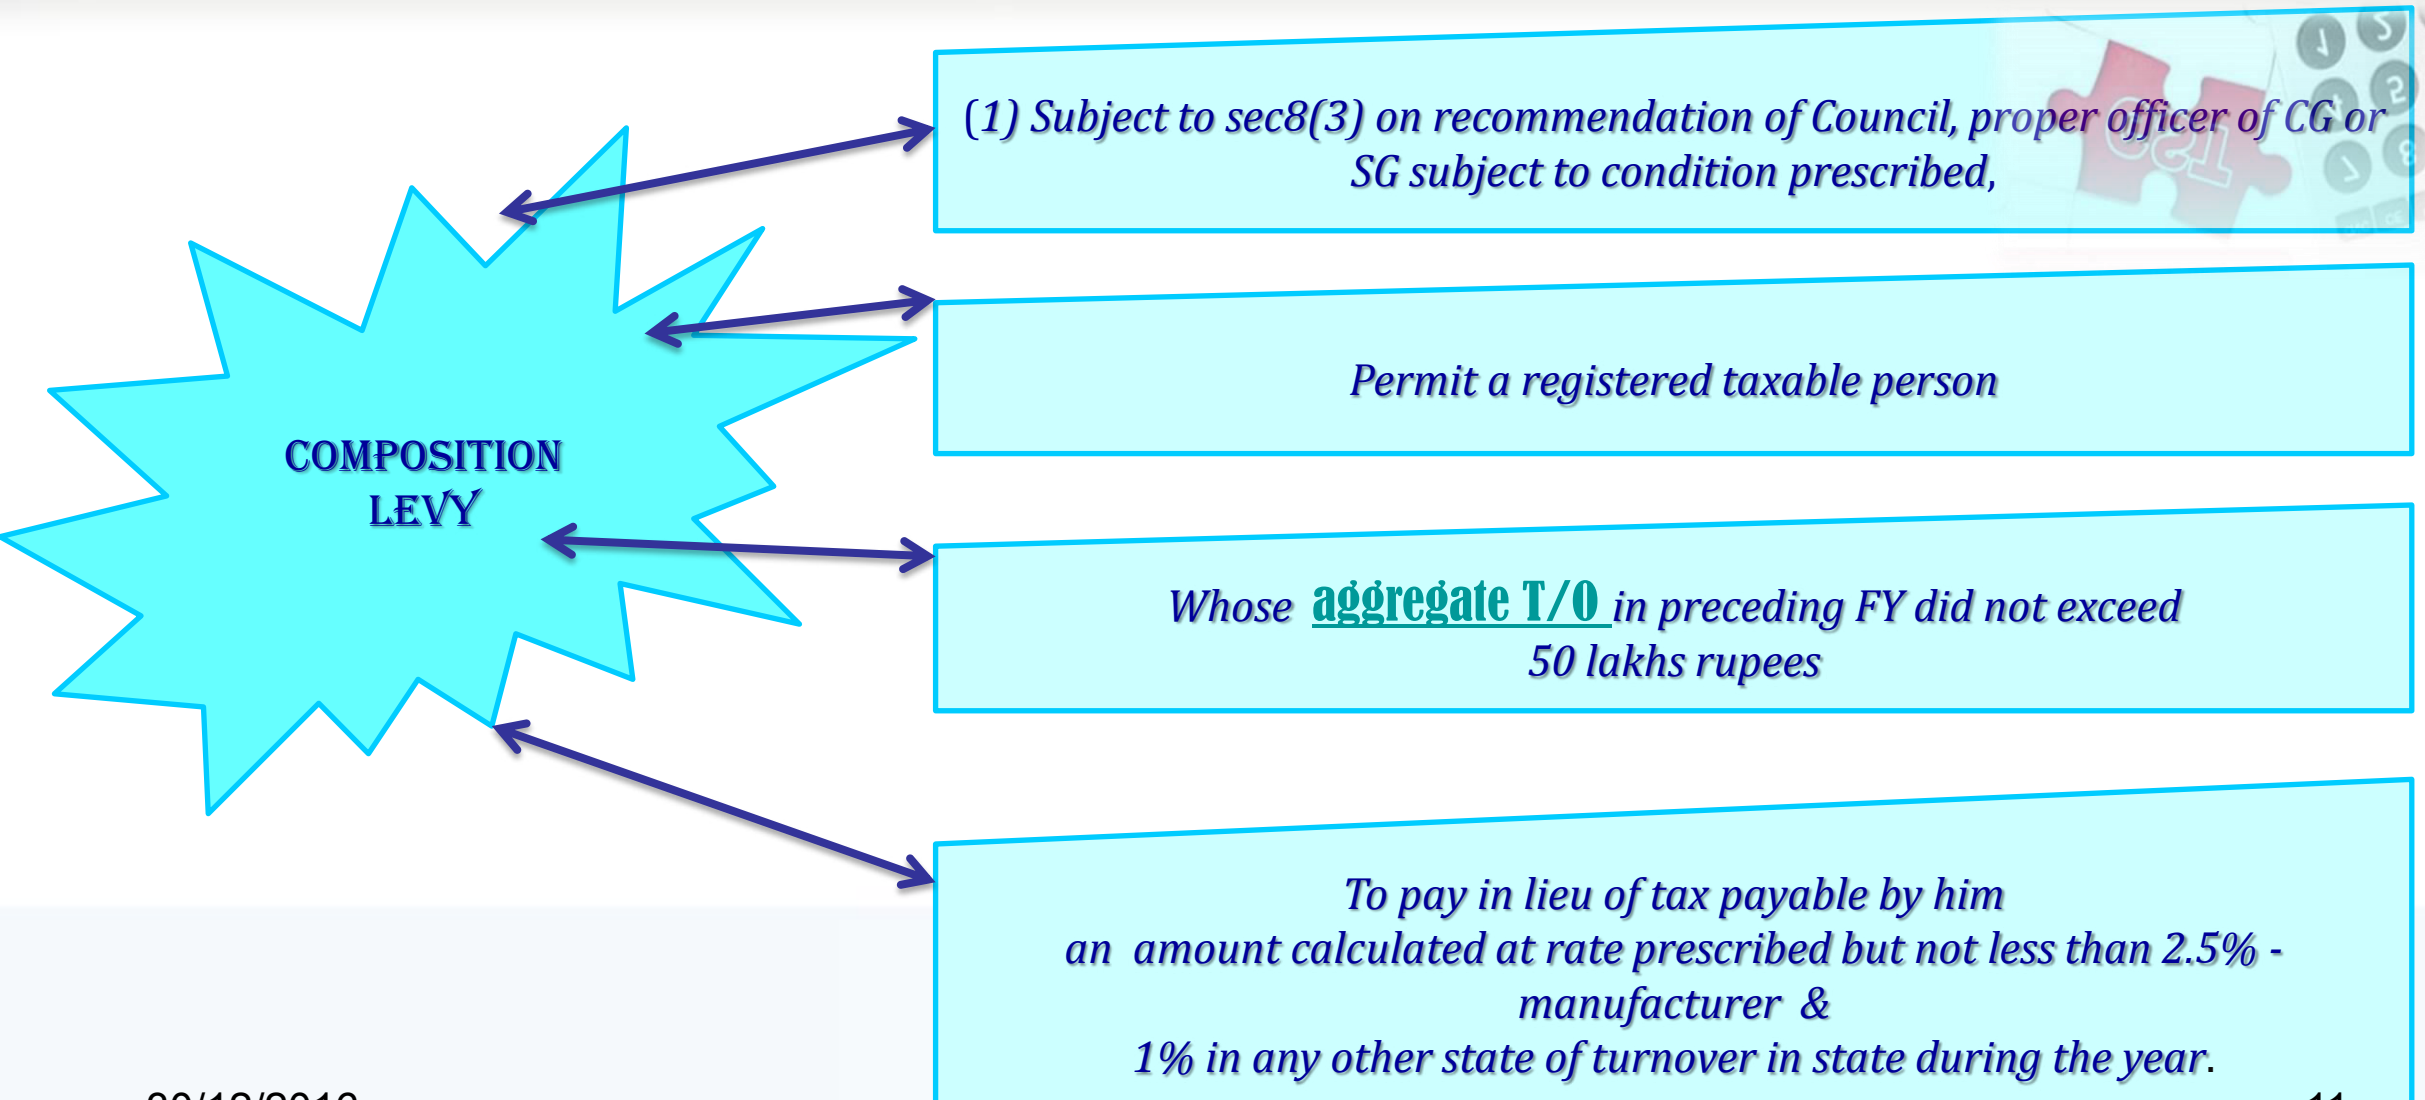 (1) Subject to sec8(3) on recommendation of Council, proper officer of CG or
SG subject to condition prescribed,
Permit a registered taxable person
COMPOSITION
LEVY
Whose aggregate T/O in preceding FY did not exceed
50 lakhs rupees
To pay in lieu of tax payable by him
an amount calculated at rate prescribed but not less than 2.5% -
manufacturer &
1% in any other state of turnover in state during the year.